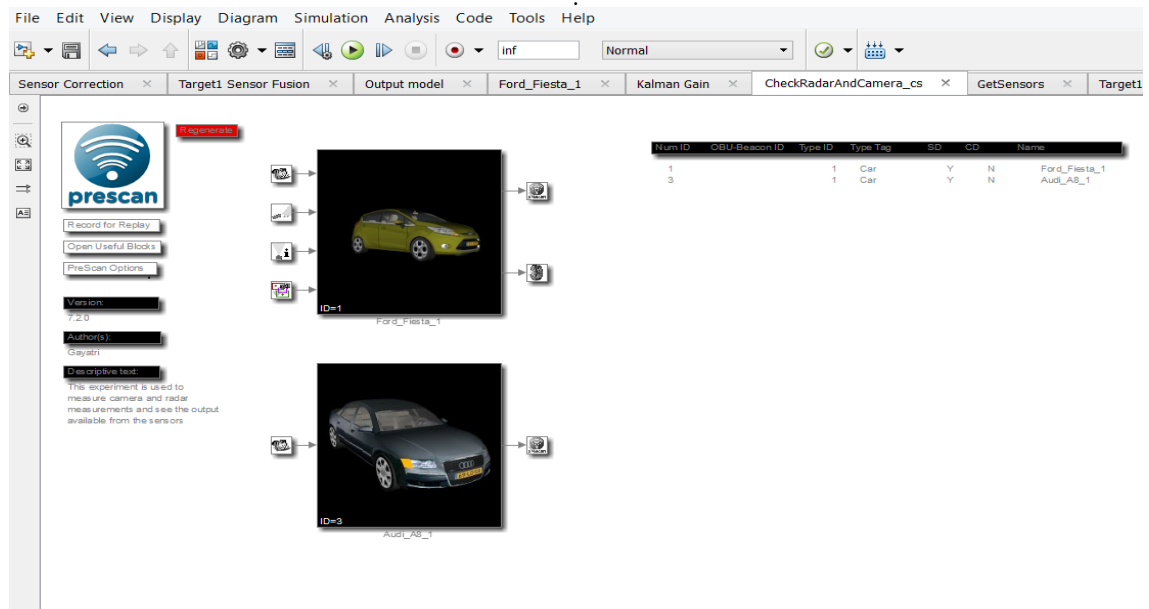 File Edit View Display Diagram Simulation Analysis Code Tools Help
inf Normal
Sensor Correction Target1 Sensor Fusion Output model Ford_Fiesta_1 Kalman Gain CheckRadarAndCamera_cs GetSensors Target1
Regenerate
prescan
Record for Replay
Open Useful Blocks
PreScan Options
Version:
7.2.0
Author(s):
Gayatri
Descriptive text:
This experiment is used to
measure camera and radar
measurements and see the output
available from the sensors
ID=1
Ford_Fiesta_1
ID=3
Audi_A8_1
Num ID OBU-Beacon ID Type ID Type Tag SD CD Name
1 1 Car Y N Ford_Fiesta_1
3 1 Car Y N Audi_A8_1